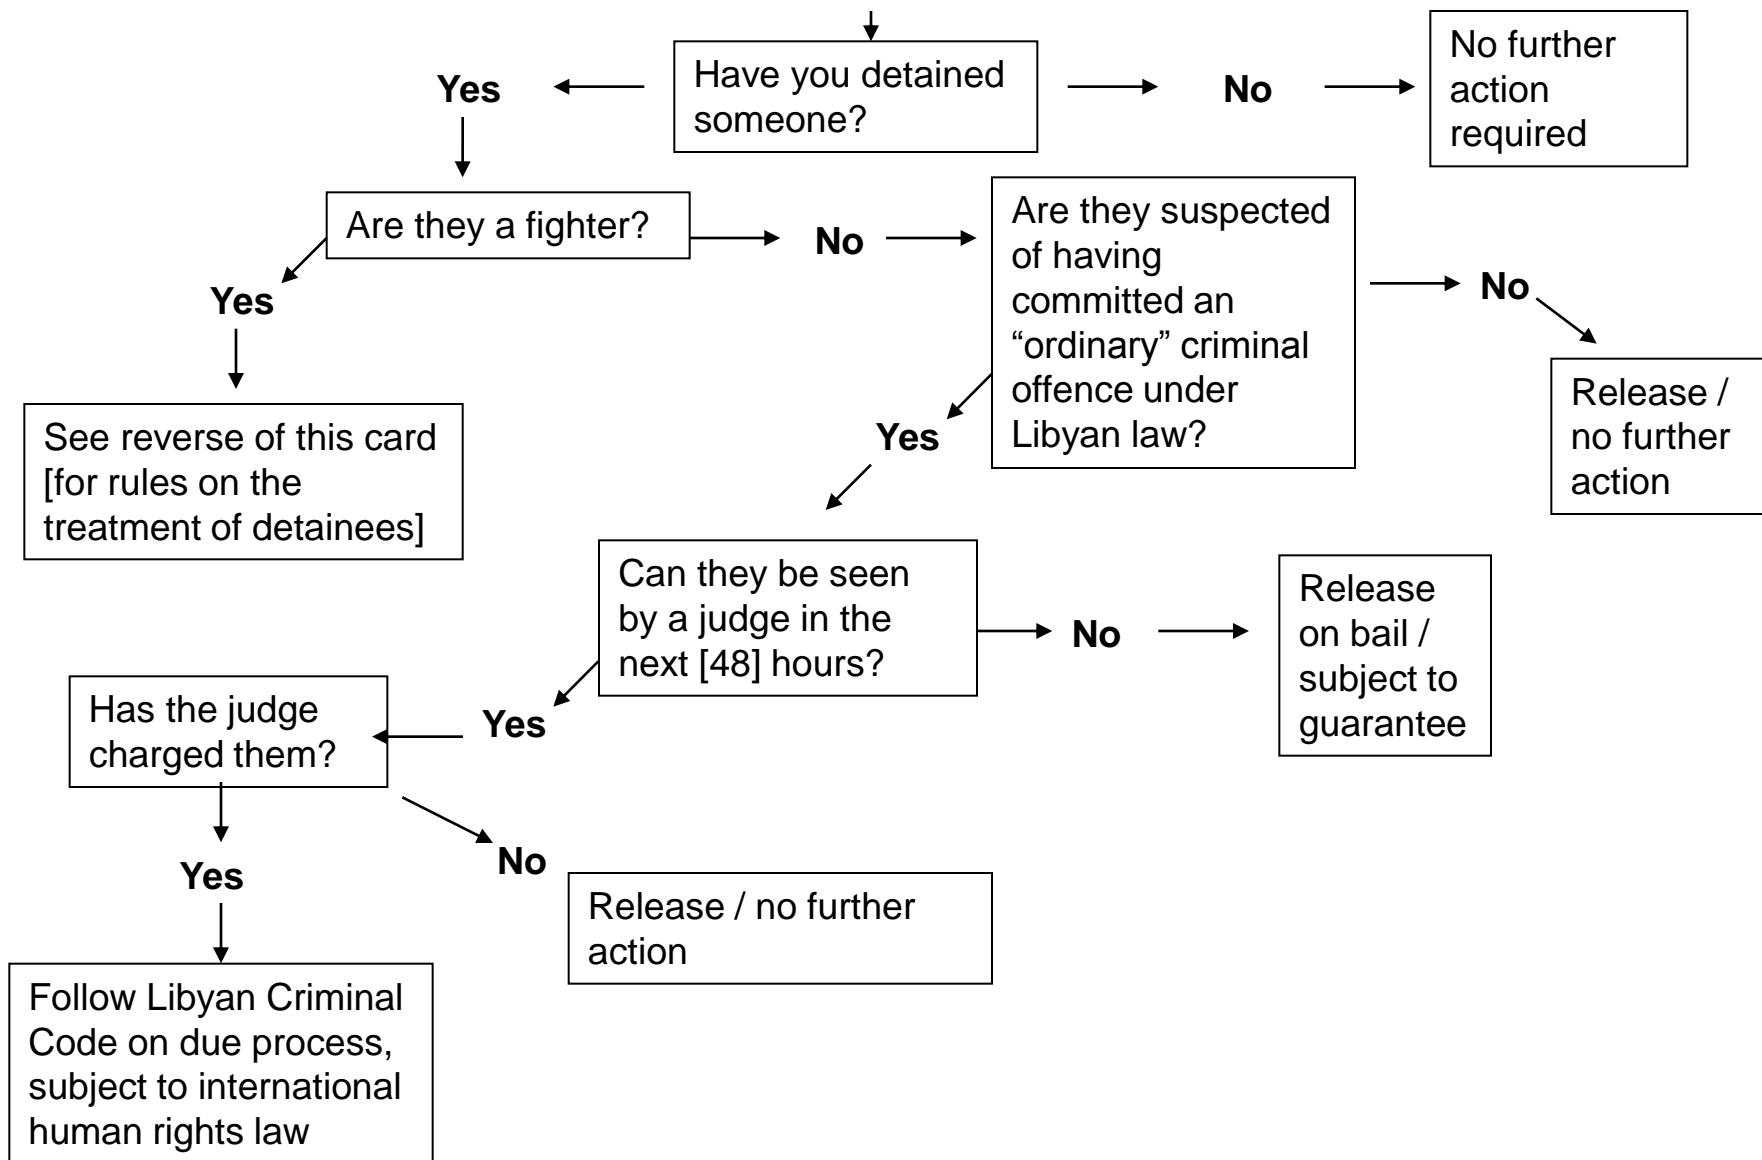 Have you detained
someone?
Yes
No
No further
action
required
Are they a fighter?
No
Are they suspected
of having
committed an
“ordinary” criminal
offence under
Libyan law?
No
Yes
Release /
no further
action
See reverse of this card
[for rules on the
treatment of detainees]
Yes
Can they be seen
by a judge in the
next [48] hours?
No
Release
on bail /
subject to
guarantee
Yes
Has the judge
charged them?
No
Release / no further
action
Yes
Follow Libyan Criminal
Code on due process,
subject to international
human rights law